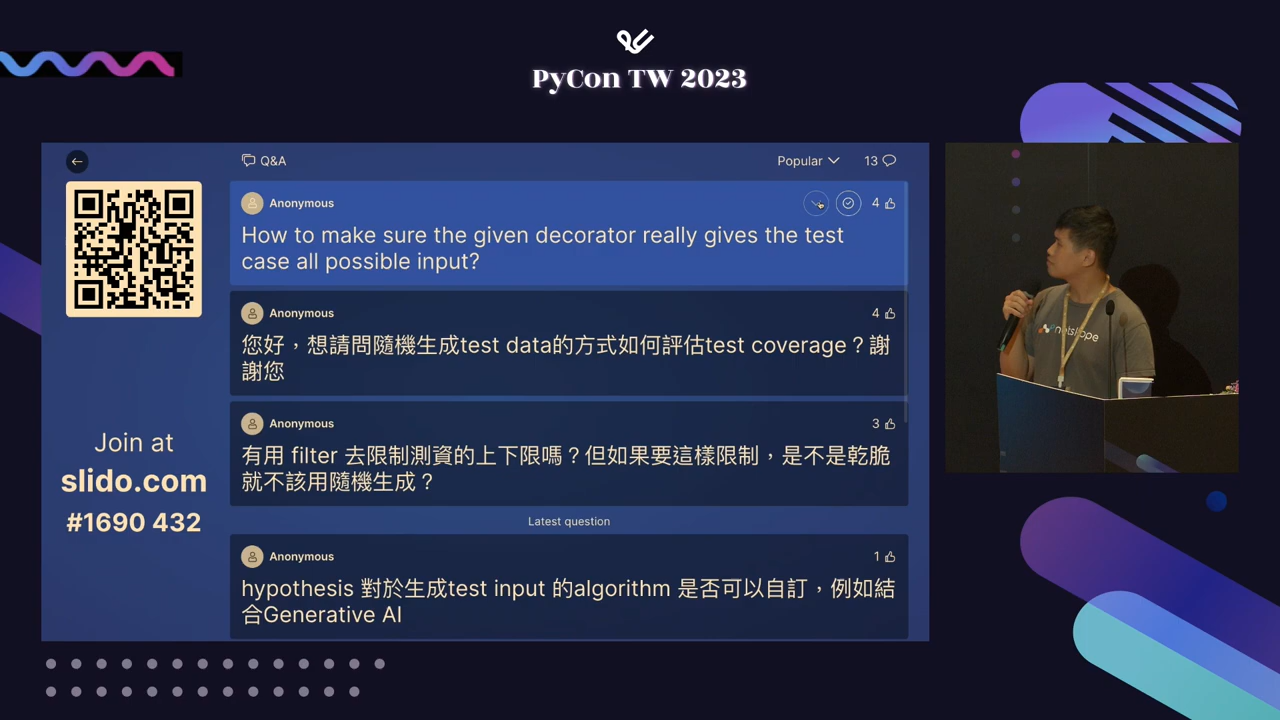 PyCon TW 2023
Q&A
Popular
13
Anonymous
4
How to make sure the given decorator really gives the test
case all possible input?
Anonymous
4
您好，想請問隨機生成test data的方式如何評估test coverage？謝
謝您
Anonymous
3
有用 filter 去限制測資的上下限嗎？但如果要這樣限制，是不是乾脆
就不該用隨機生成？
Latest question
Anonymous
1
hypothesis 對於生成test input 的algorithm 是否可以自訂，例如結
合Generative AI
Join at
slido.com
#1690 432
netskope